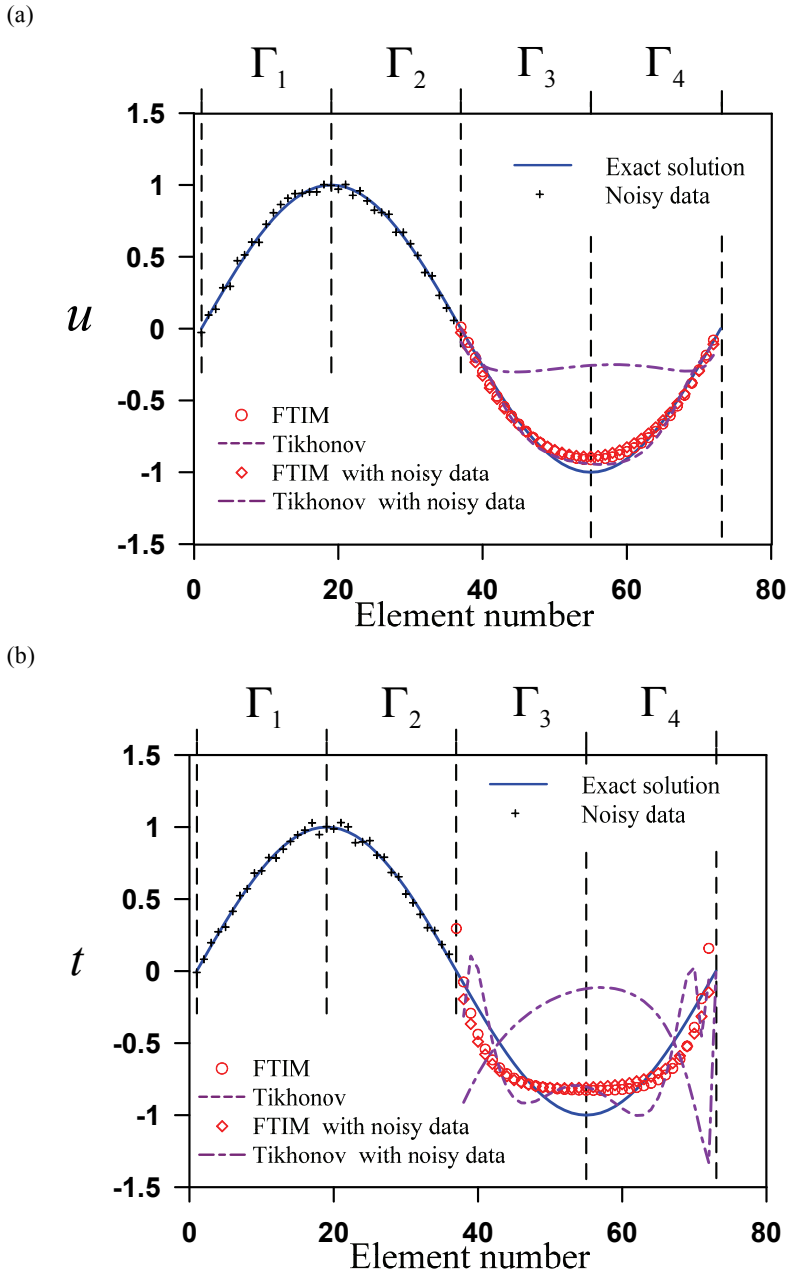 (a)
Γ1 Γ2 Γ3 Γ4
1.5
Exact solution
1
Noisy data
0.5
u
0
-0.5
FTIM
Tikhonov
-1
FTIM with noisy data
Tikhonov with noisy data
-1.5
0 20 40 60 80
Element number
(b)
Γ1 Γ2 Γ3 Γ4
1.5
Exact solution
Noisy data
1
0.5
t
0
-0.5
FTIM
Tikhonov
-1
FTIM with noisy data
Tikhonov with noisy data
-1.5
0 20 40 60 80
Element number